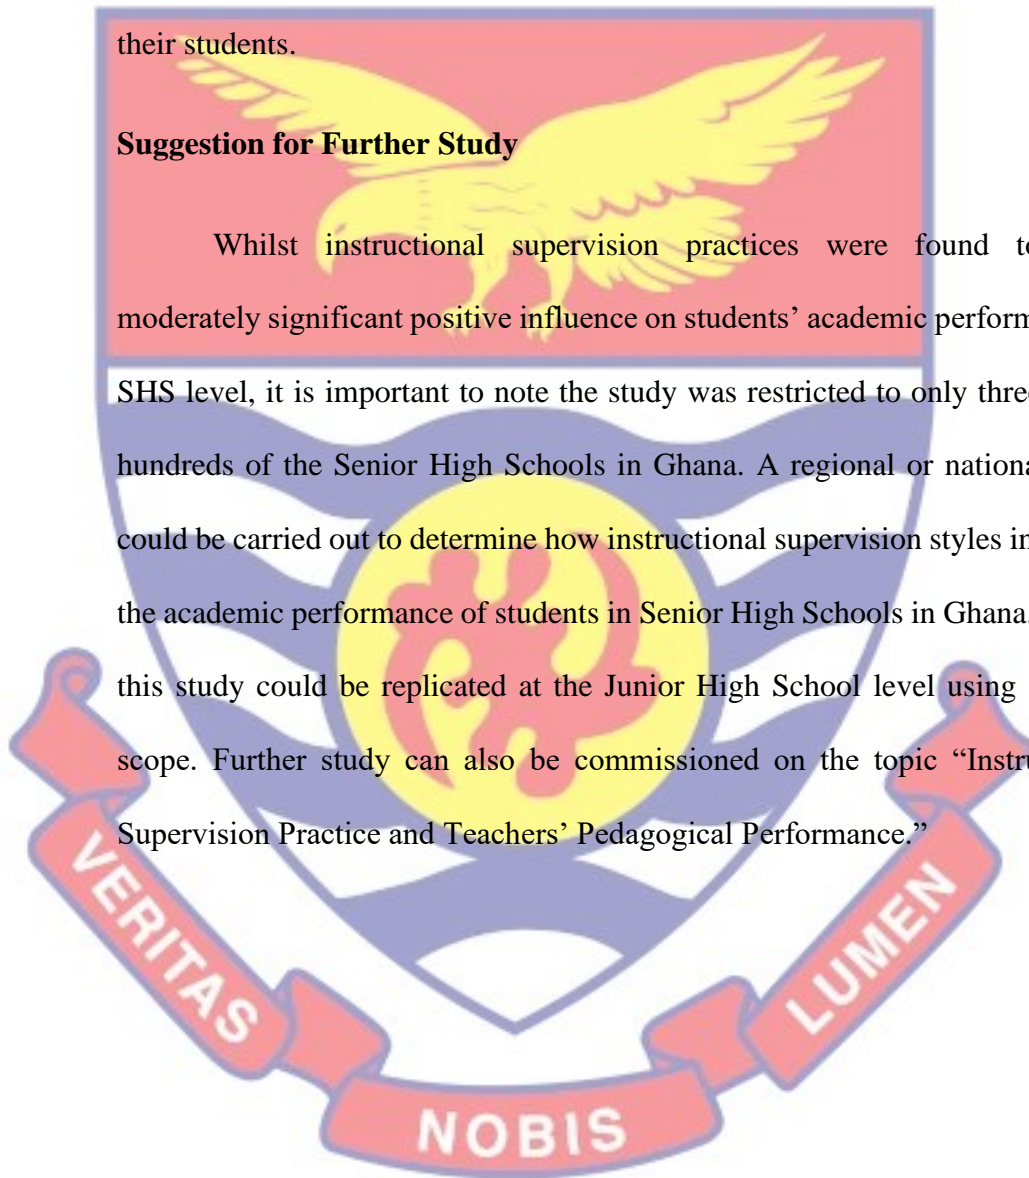 their students.
Suggestion for Further Study
Whilst instructional supervision practices were found to
moderately significant positive influence on students’ academic perform
SHS level, it is important to note the study was restricted to only three
hundreds of the Senior High Schools in Ghana. A regional or nationa
could be carried out to determine how instructional supervision styles in
the academic performance of students in Senior High Schools in Ghana.
this study could be replicated at the Junior High School level using
scope. Further study can also be commissioned on the topic “Instru
Supervision Practice and Teachers’ Pedagogical Performance.”
VERITAS
NOBIS
LUMEN